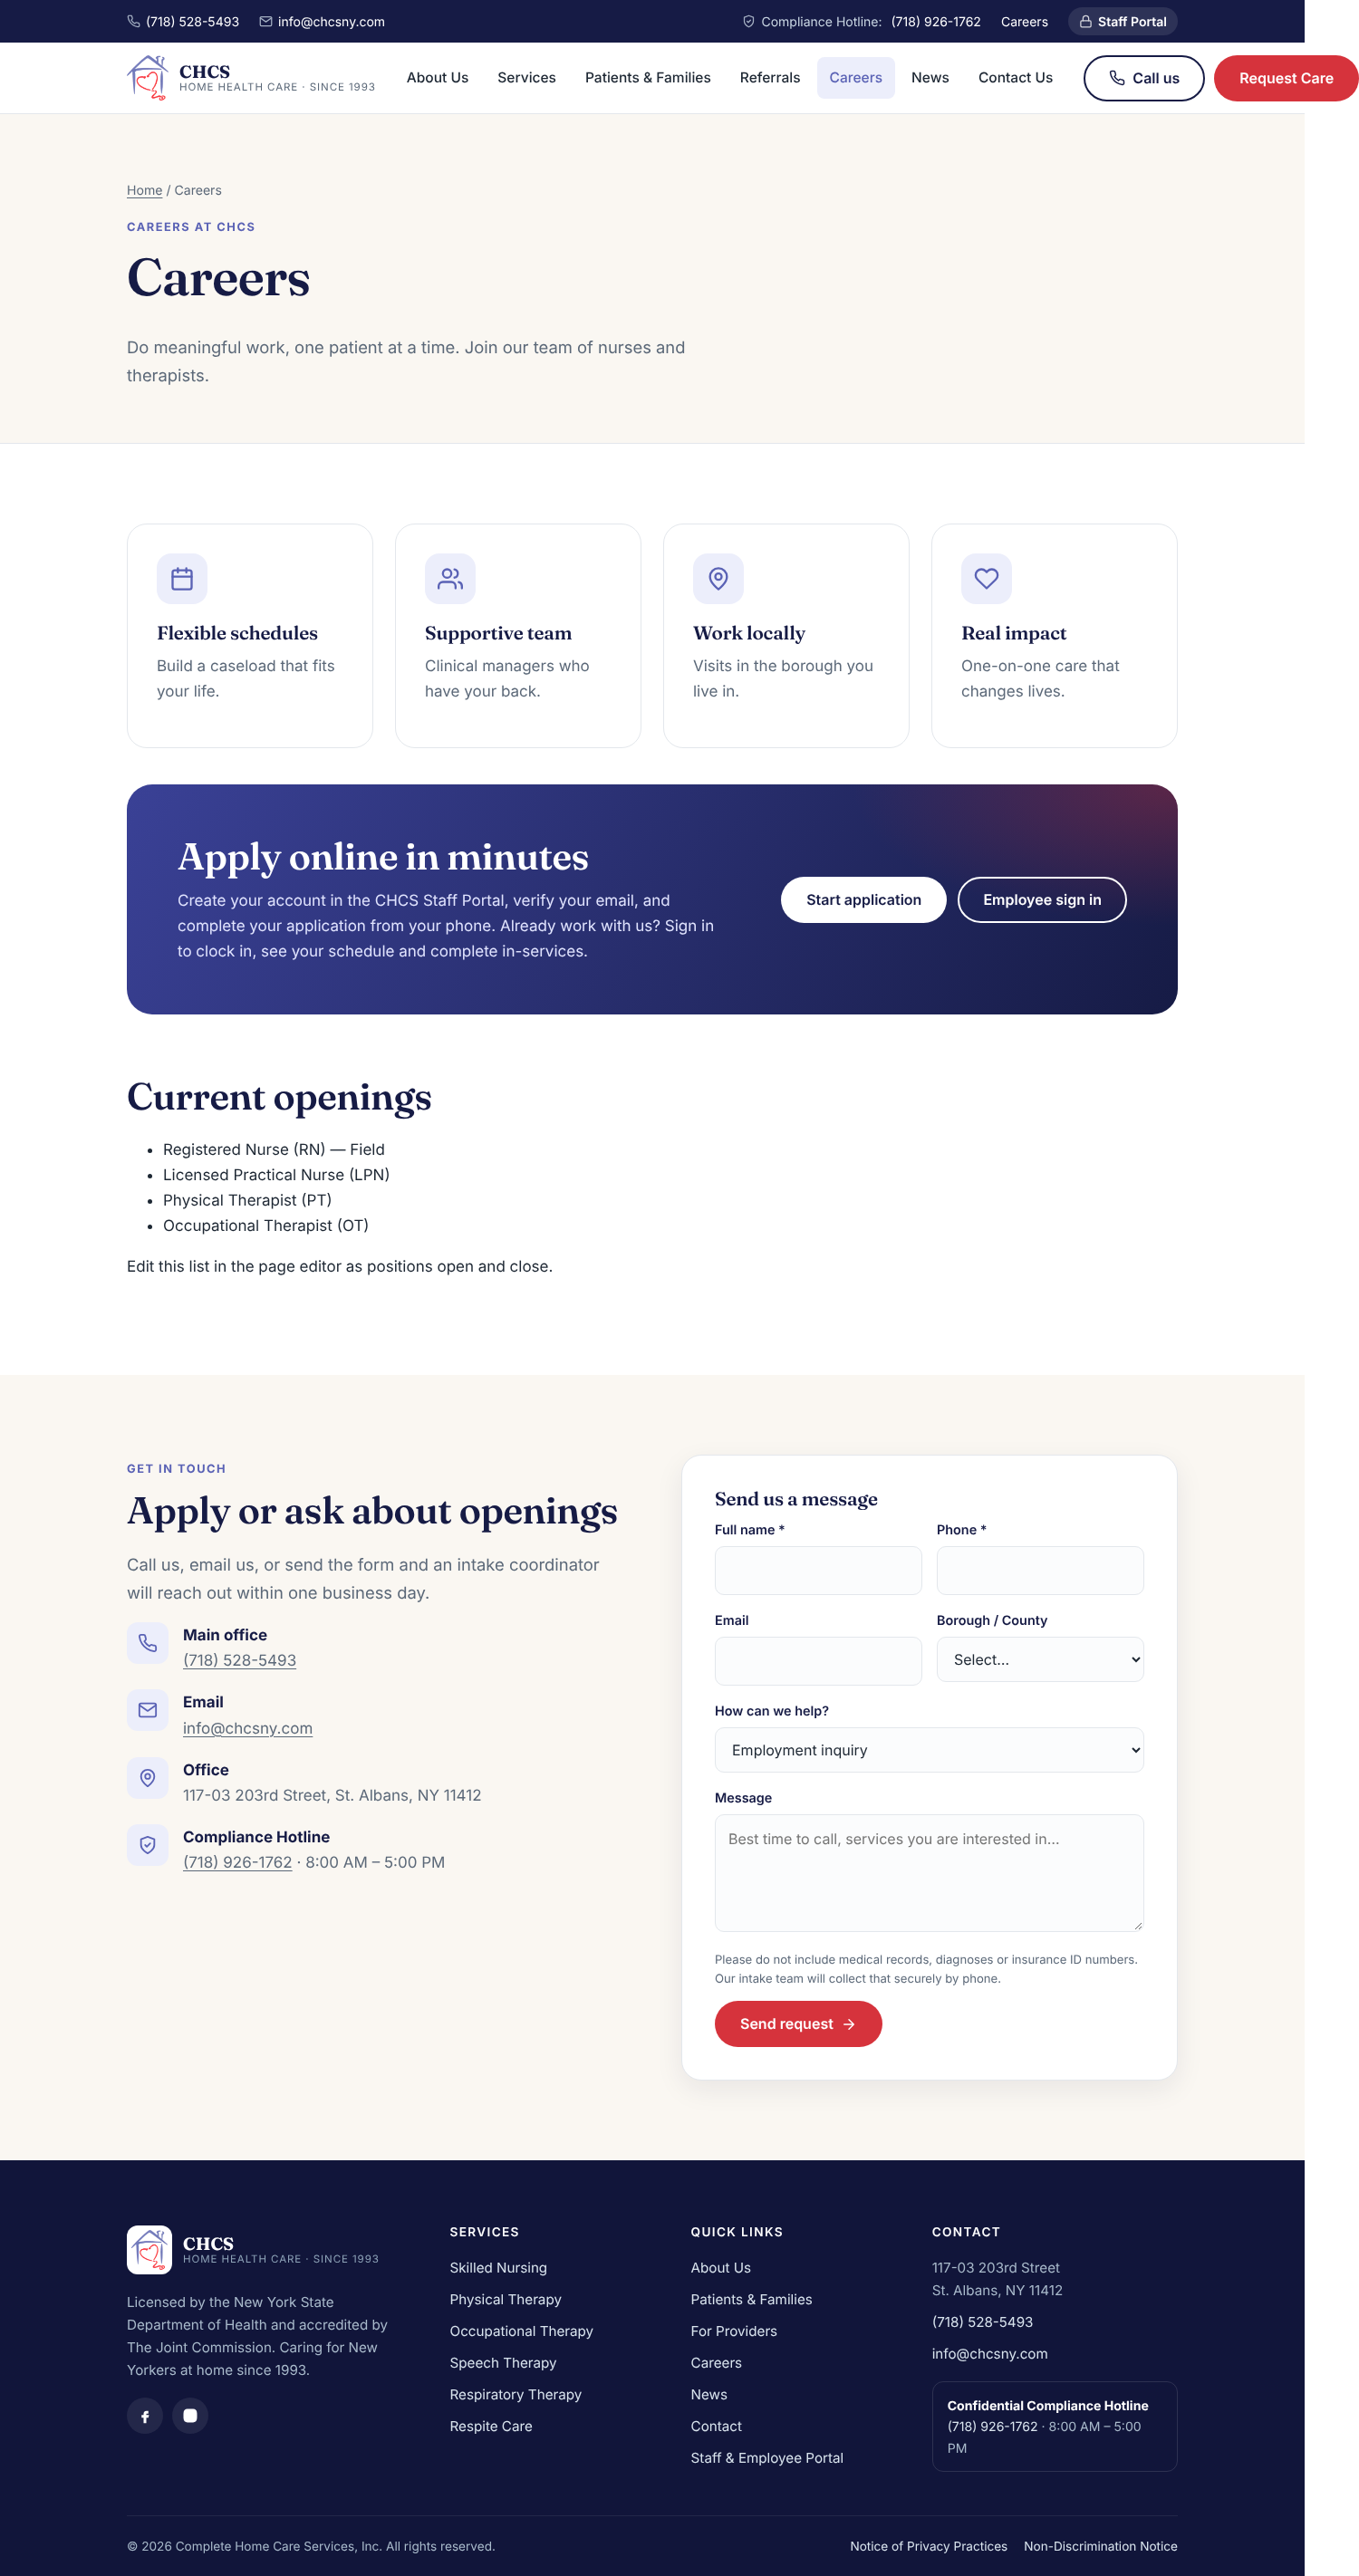 (718) 528-5493 info@chcsny.com Compliance Hotline: (718) 926-1762 Careers Staff Portal
CHCS
HOME HEALTH CARE · SINCE 1993
About Us Services Patients & Families Referrals Careers News Contact Us Call us Request Care
Home / Careers
CAREERS AT CHCS
Careers
Do meaningful work, one patient at a time. Join our team of nurses and
therapists.
Flexible schedules
Build a caseload that fits
your life.
Supportive team
Clinical managers who
have your back.
Work locally
Visits in the borough you
live in.
Real impact
One-on-one care that
changes lives.
Apply online in minutes
Create your account in the CHCS Staff Portal, verify your email, and
complete your application from your phone. Already work with us? Sign in
to clock in, see your schedule and complete in-services.
Start application Employee sign in
Current openings
• Registered Nurse (RN) — Field
• Licensed Practical Nurse (LPN)
• Physical Therapist (PT)
• Occupational Therapist (OT)
Edit this list in the page editor as positions open and close.
GET IN TOUCH
Apply or ask about openings
Call us, email us, or send the form and an intake coordinator
will reach out within one business day.
Main office
(718) 528-5493
Email
info@chcsny.com
Office
117-03 203rd Street, St. Albans, NY 11412
Compliance Hotline
(718) 926-1762 · 8:00 AM – 5:00 PM
Send us a message
Full name * Phone *
Email Borough / County
Select...
How can we help?
Employment inquiry
Message
Best time to call, services you are interested in...
Please do not include medical records, diagnoses or insurance ID numbers.
Our intake team will collect that securely by phone.
Send request →
CHCS
HOME HEALTH CARE · SINCE 1993
Licensed by the New York State
Department of Health and accredited by
The Joint Commission. Caring for New
Yorkers at home since 1993.
SERVICES
Skilled Nursing
Physical Therapy
Occupational Therapy
Speech Therapy
Respiratory Therapy
Respite Care
QUICK LINKS
About Us
Patients & Families
For Providers
Careers
News
Contact
Staff & Employee Portal
CONTACT
117-03 203rd Street
St. Albans, NY 11412
(718) 528-5493
info@chcsny.com
Confidential Compliance Hotline
(718) 926-1762 · 8:00 AM – 5:00
PM
© 2026 Complete Home Care Services, Inc. All rights reserved. Notice of Privacy Practices Non-Discrimination Notice